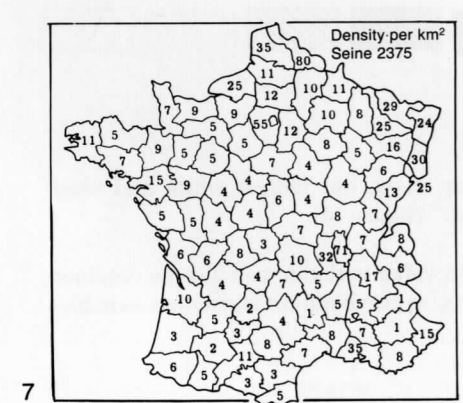 Density·per km²
Seine 2375
35
80
11
10 11
25 12
29
7 9 9 10 8 24
5 55 12 25
11 5 9 5 5 5 8 5 16
7 7 4 6 30
15 9 4 4 4 13 25
6 4
5 5 4 4 8 7
7 7 8
6 6 8 3 10 32 71 6
4 4 7 5 17
10 2 5 5 1
5 4
3 3 8 7 1 15
2 8 35 8
6 11 7
5 3 3
5
7